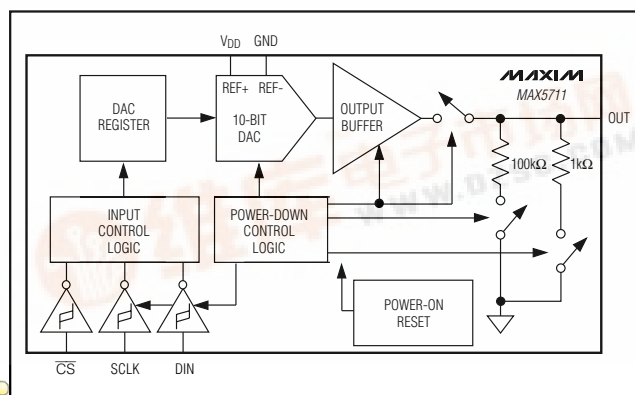 VDD GND
MAXIM
MAX5711
REF+ REF-
DAC
REGISTER
10-BIT
DAC
OUTPUT
BUFFER
OUT
100kΩ
1kΩ
INPUT
CONTROL
LOGIC
POWER-DOWN
CONTROL
LOGIC
POWER-ON
RESET
CS SCLK DIN